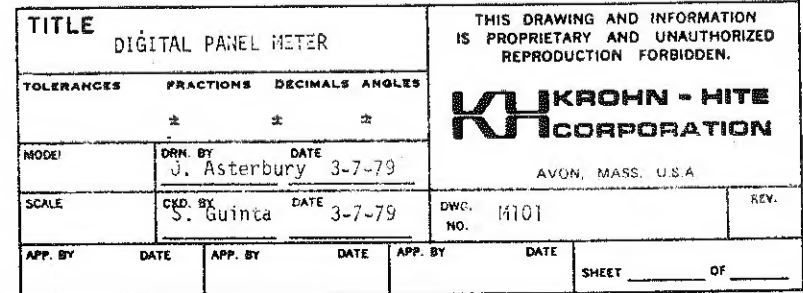 TITLE
DIGITAL PANEL METER
TOLERANCES FRACTIONS DECIMALS ANGLES
± ± ±
MODEL DRN. BY DATE
J. Asterbury 3-7-79
SCALE CKD. BY DATE
S. Guinta 3-7-79
APP. BY DATE APP. BY DATE APP. BY DATE
THIS DRAWING AND INFORMATION
IS PROPRIETARY AND UNAUTHORIZED
REPRODUCTION FORBIDDEN.
KH KROHN - HITE
CORPORATION
AVON, MASS. U.S.A
DWG. NO. M101 REV.
SHEET ______ OF ______